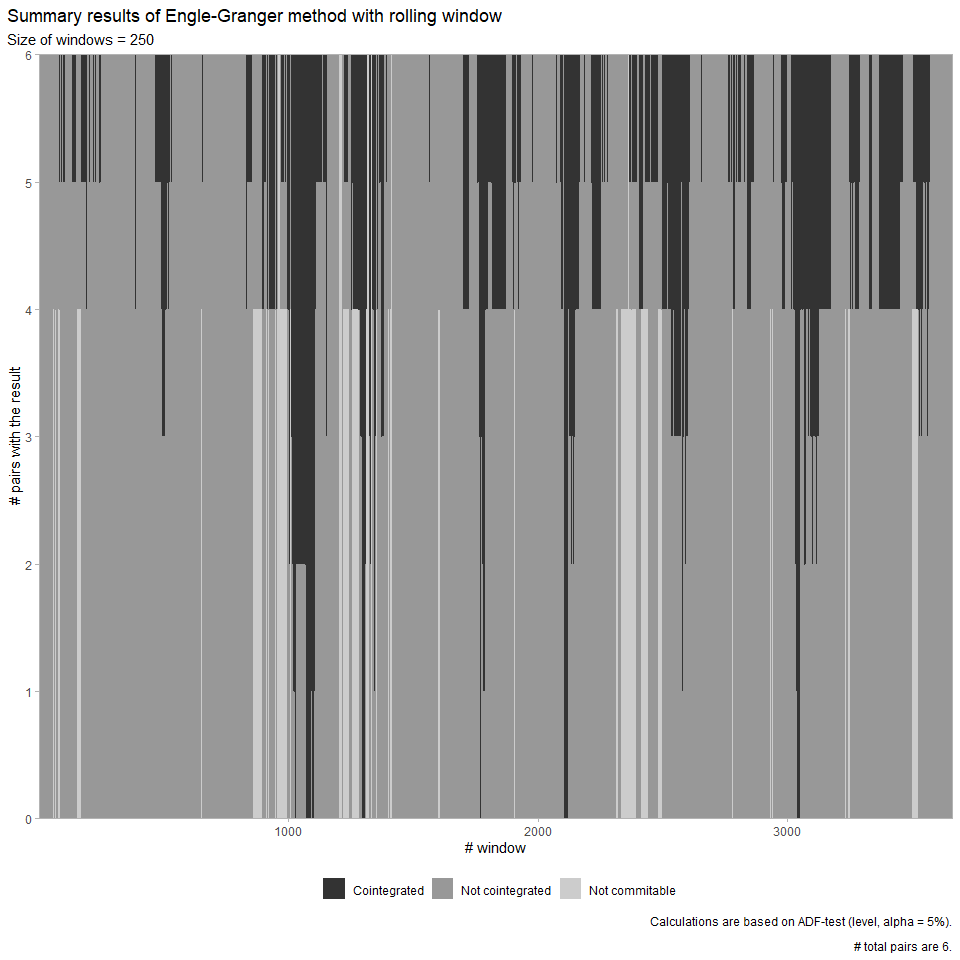 Summary results of Engle-Granger method with rolling window
Size of windows = 250
6
5
4
3
2
1
0
# pairs with the result
1000 2000 3000
# window
Cointegrated Not cointegrated Not commitable
Calculations are based on ADF-test (level, alpha = 5%).
# total pairs are 6.